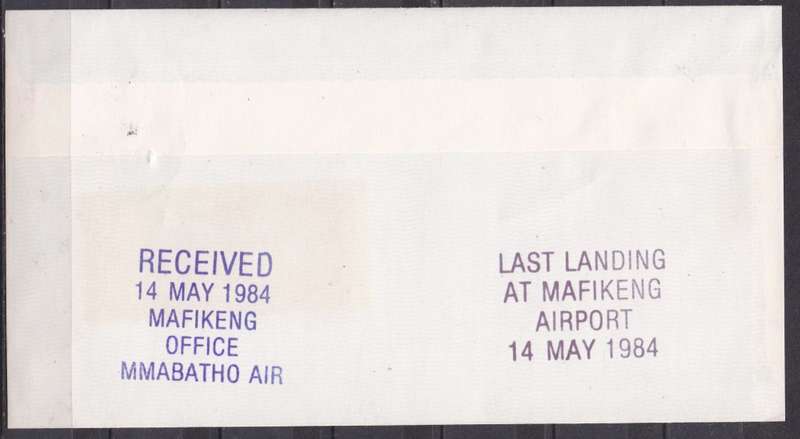 RECEIVED
14 MAY 1984
MAFIKENG
OFFICE
MMABATHO AIR
LAST LANDING
AT MAFIKENG
AIRPORT
14 MAY 1984